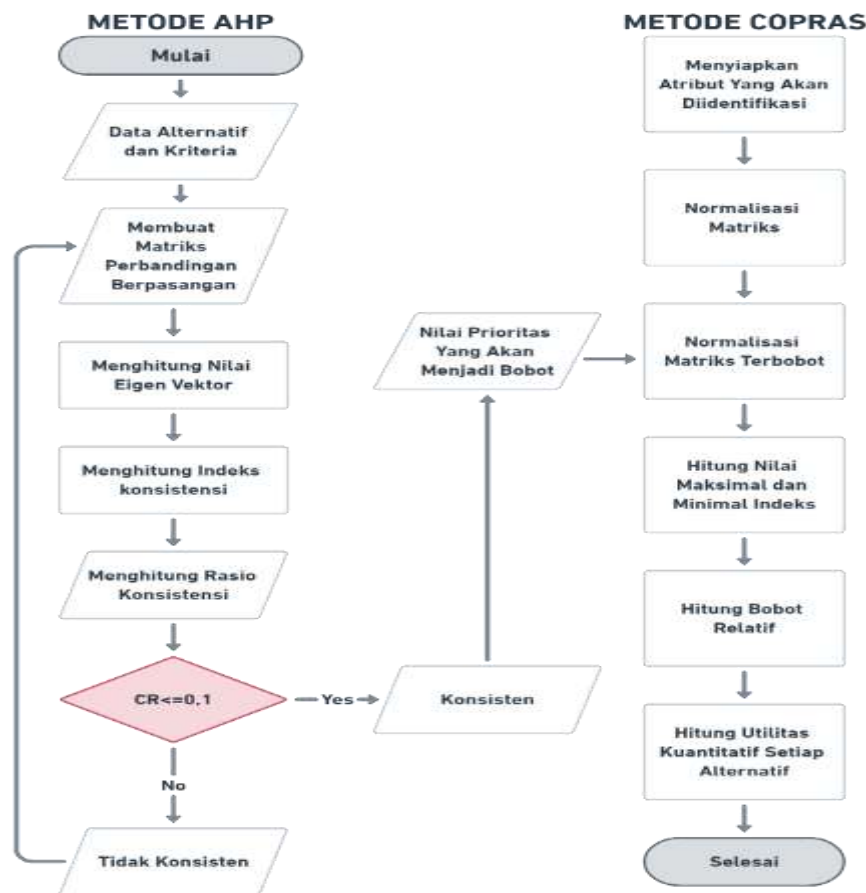 METODE AHP
Mulai
Data Alternatif
dan Kriteria
Membuat
Matriks
Perbandingan
Berpasangan
Menghitung Nilai
Eigen Vektor
Menghitung Indeks
konsistensi
Menghitung Rasio
Konsistensi
CR<=0,1
Yes
No
Tidak Konsisten
Konsisten
Nilai Prioritas
Yang Akan
Menjadi Bobot
METODE COPRAS
Menyiapkan
Atribut Yang Akan
Diidentifikasi
Normalisasi
Matriks
Normalisasi
Matriks Terbobot
Hitung Nilai
Maksimal dan
Minimal Indeks
Hitung Bobot
Relatif
Hitung Utilitas
Kuantitatif Setiap
Alternatif
Selesai